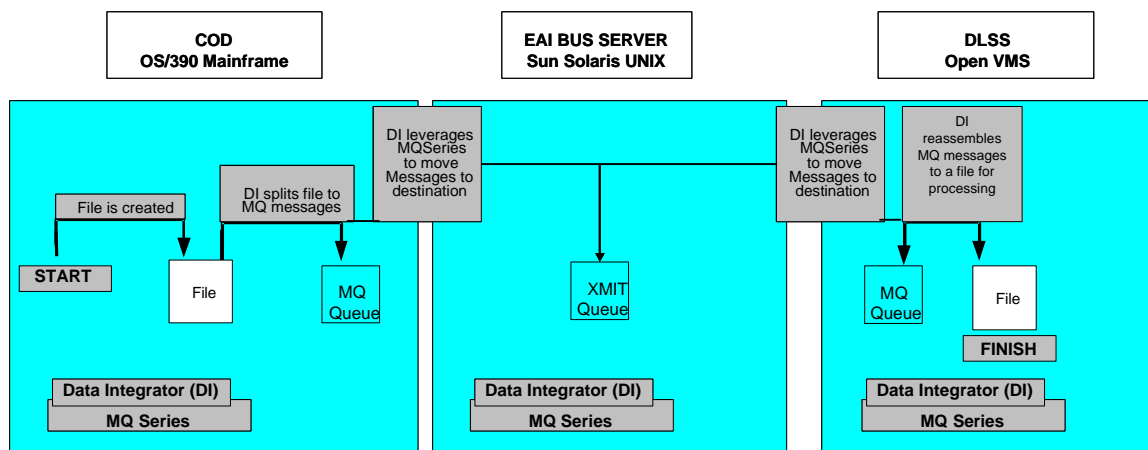 COD
OS/390 Mainframe
EAI BUS SERVER
Sun Solaris UNIX
DLSS
Open VMS
File is created
DI splits file to
MQ messages
DI leverages
MQSeries
to move
Messages to
destination
DI leverages
MQSeries
to move
Messages to
destination
DI
reassembles
MQ messages
to a file for
processing
START
File
MQ
Queue
XMIT
Queue
MQ
Queue
File
FINISH
Data Integrator (DI)
MQ Series
Data Integrator (DI)
MQ Series
Data Integrator (DI)
MQ Series